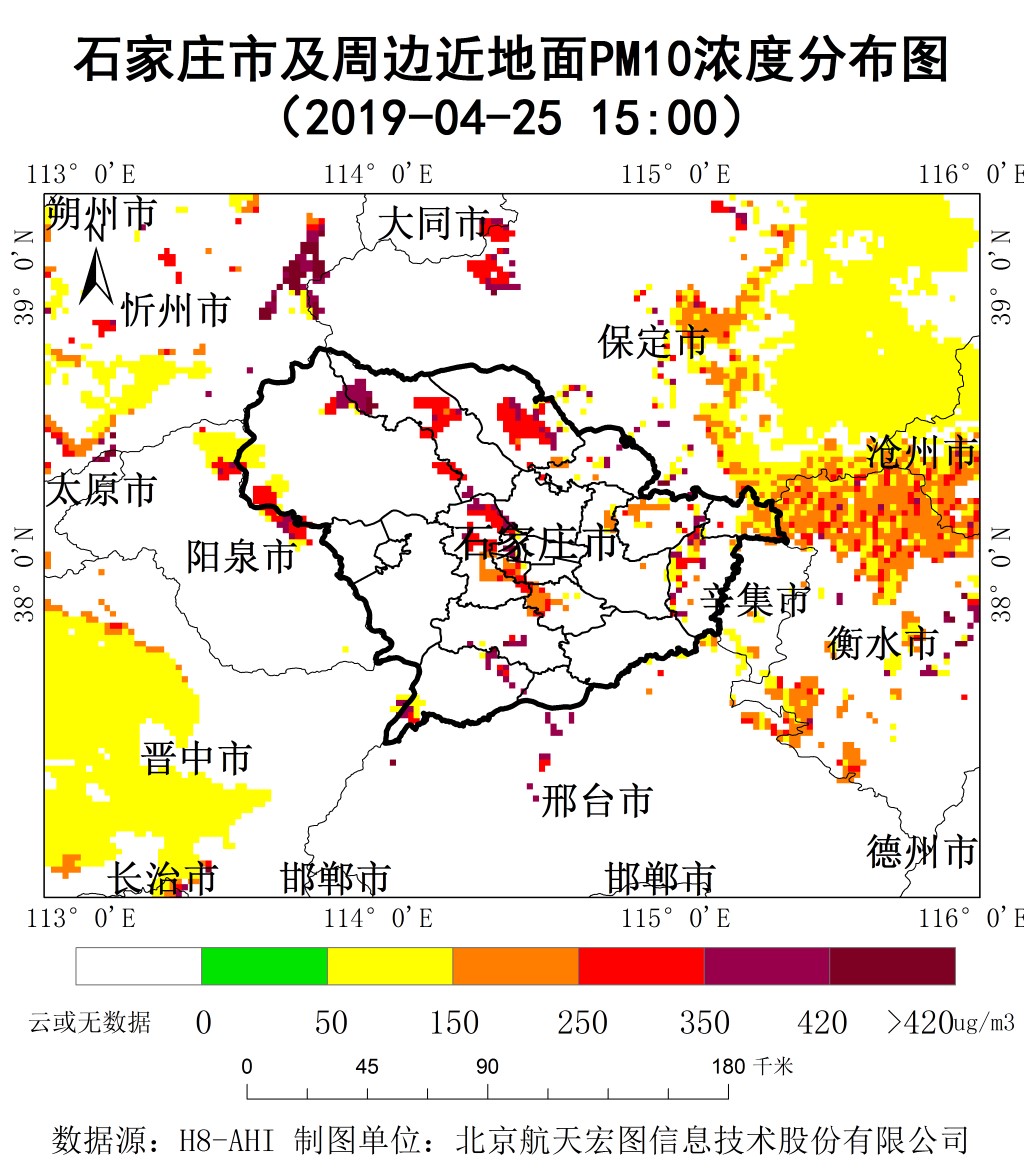 石家庄市及周边近地面PM10浓度分布图
（2019-04-25 15:00）
113° 0'E 114° 0'E 115° 0'E 116° 0'E
朔州市 大同市
N
39° 0'N 39° 0'N
忻州市 保定市
沧州市
太原市
阳泉市 石家庄市
38° 0'N 38° 0'N
辛集市
衡水市
晋中市
邢台市
德州市
长治市 邯郸市 邯郸市
113° 0'E 114° 0'E 115° 0'E 116° 0'E
云或无数据 0 50 150 250 350 420 >420 ug/m3
0 45 90 180 千米
数据源：H8-AHI 制图单位：北京航天宏图信息技术股份有限公司